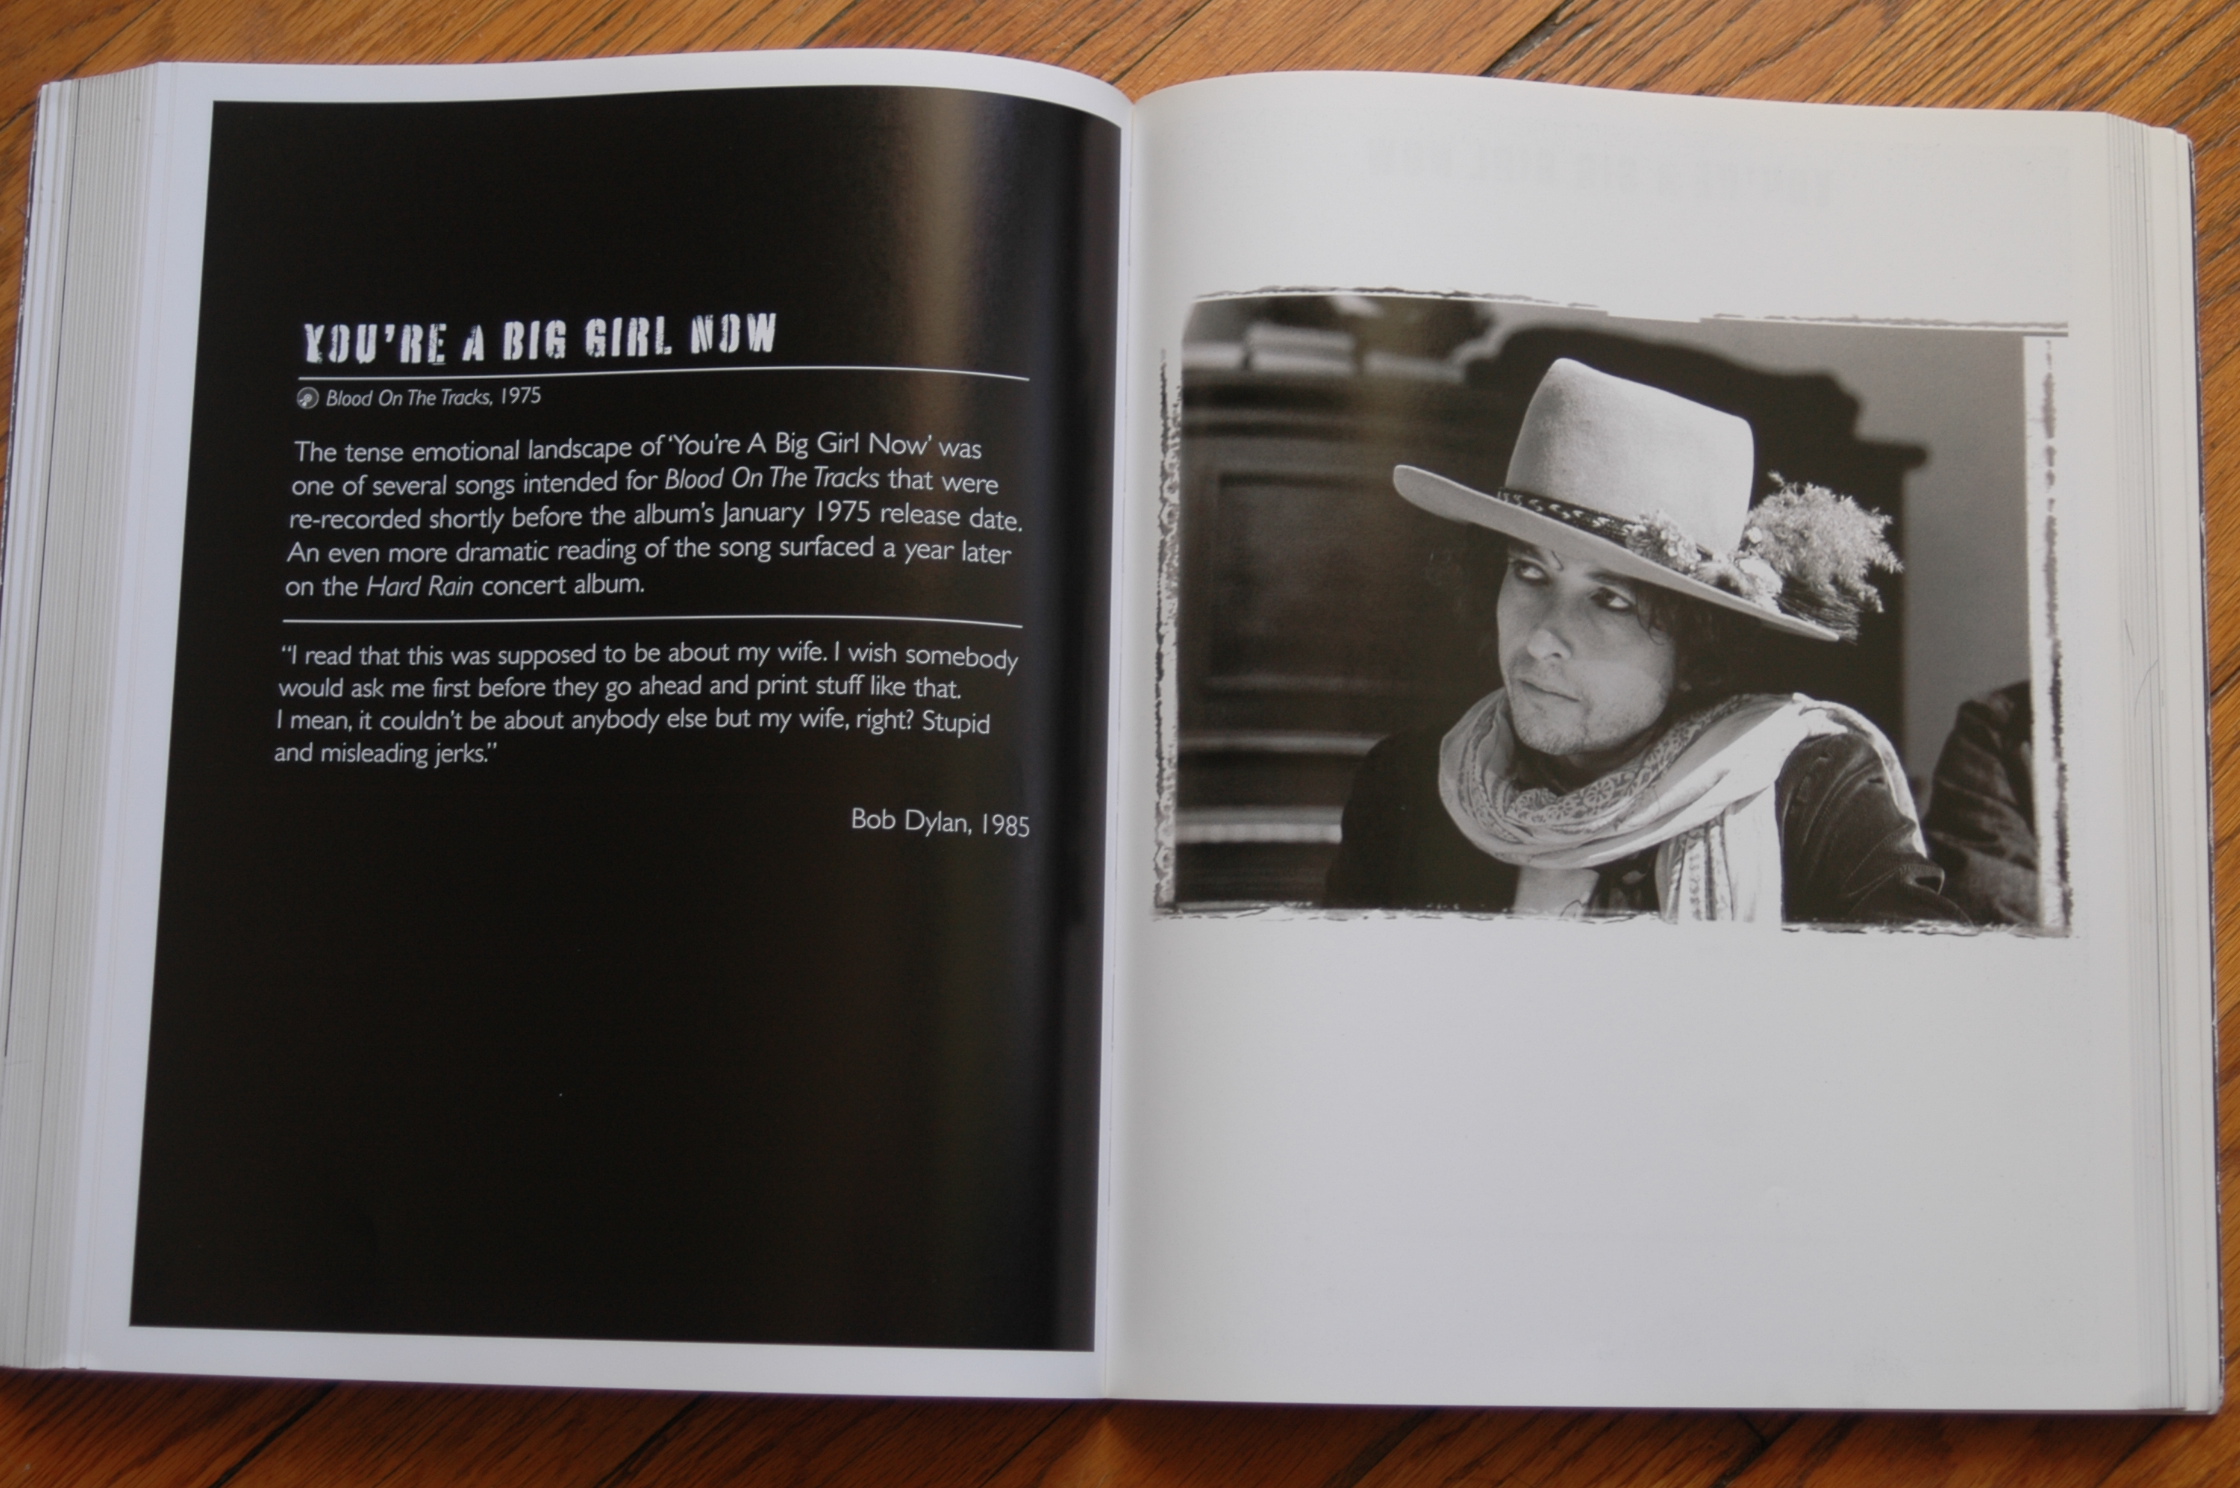 YOU'RE A BIG GIRL NOW
Blood On The Tracks, 1975
The tense emotional landscape of ‘You're A Big Girl Now’ was
one of several songs intended for Blood On The Tracks that were
re-recorded shortly before the album's January 1975 release date.
An even more dramatic reading of the song surfaced a year later
on the Hard Rain concert album.
“I read that this was supposed to be about my wife. I wish somebody
would ask me first before they go ahead and print stuff like that.
I mean, it couldn't be about anybody else but my wife, right? Stupid
and misleading jerks.”
Bob Dylan, 1985